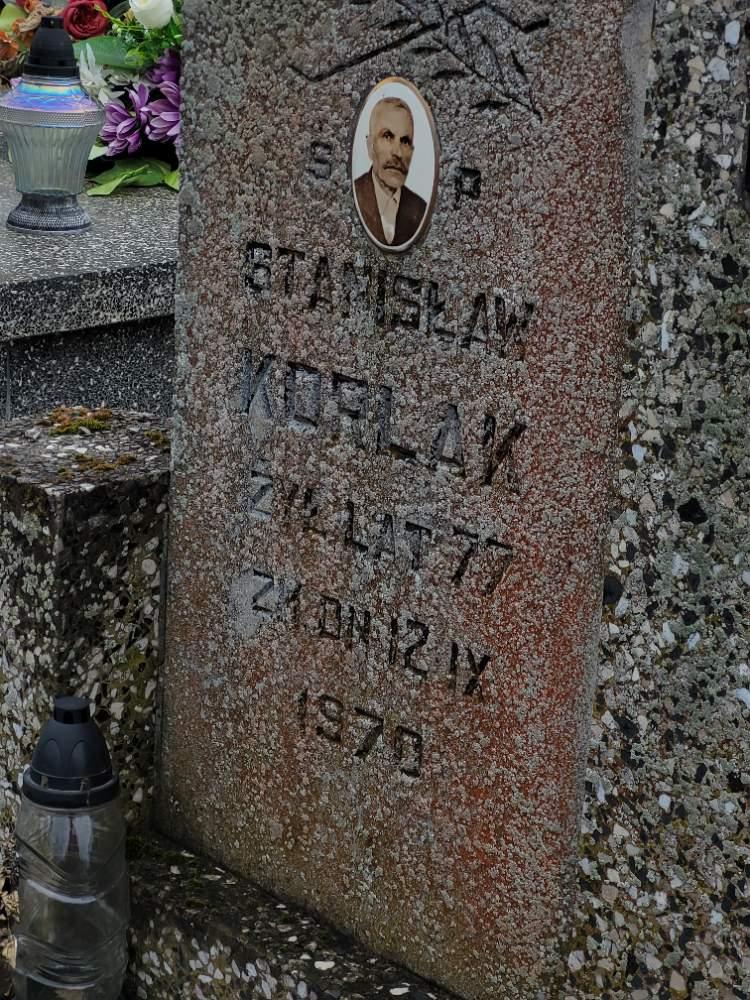 Ś P
STANISŁAW
KORLAK
ŻYŁ LAT 77
ZM. DN. 12 IX
1970